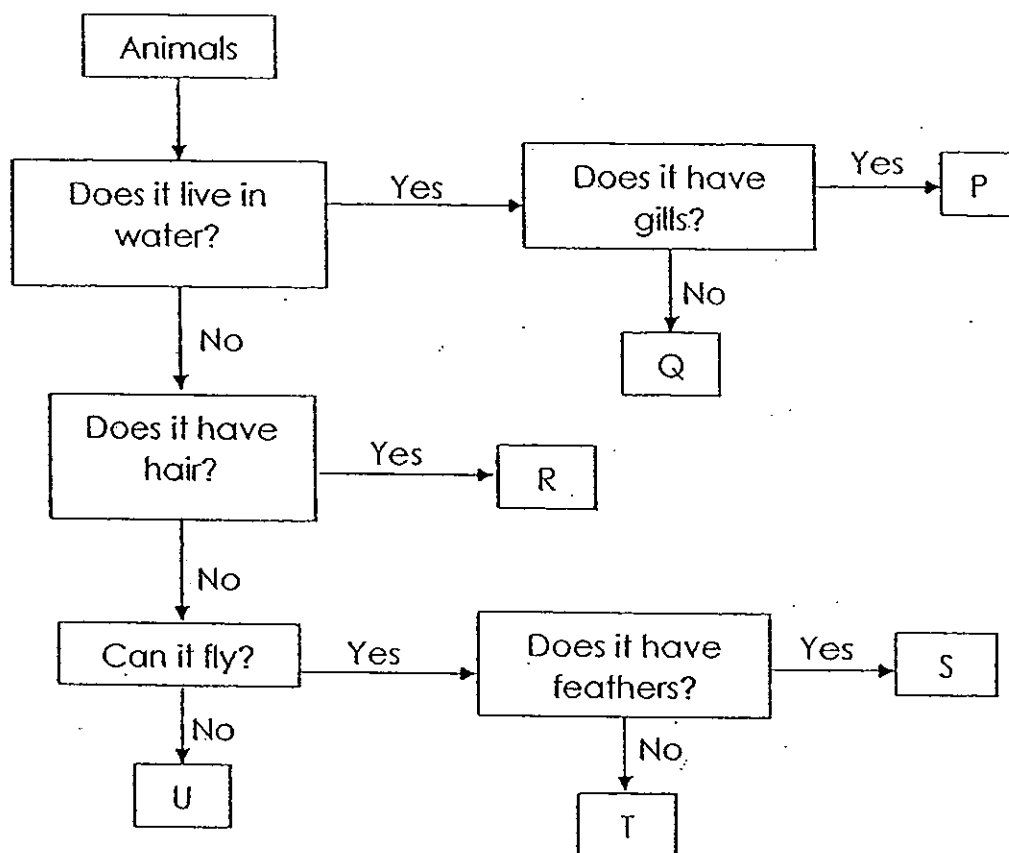 Animals
Does it live in
water?
Yes
Does it have
gills?
Yes
P
No
Q
No
Does it have
hair?
Yes
R
No
Can it fly?
Yes
Does it have
feathers?
Yes
S
No
U
No
T